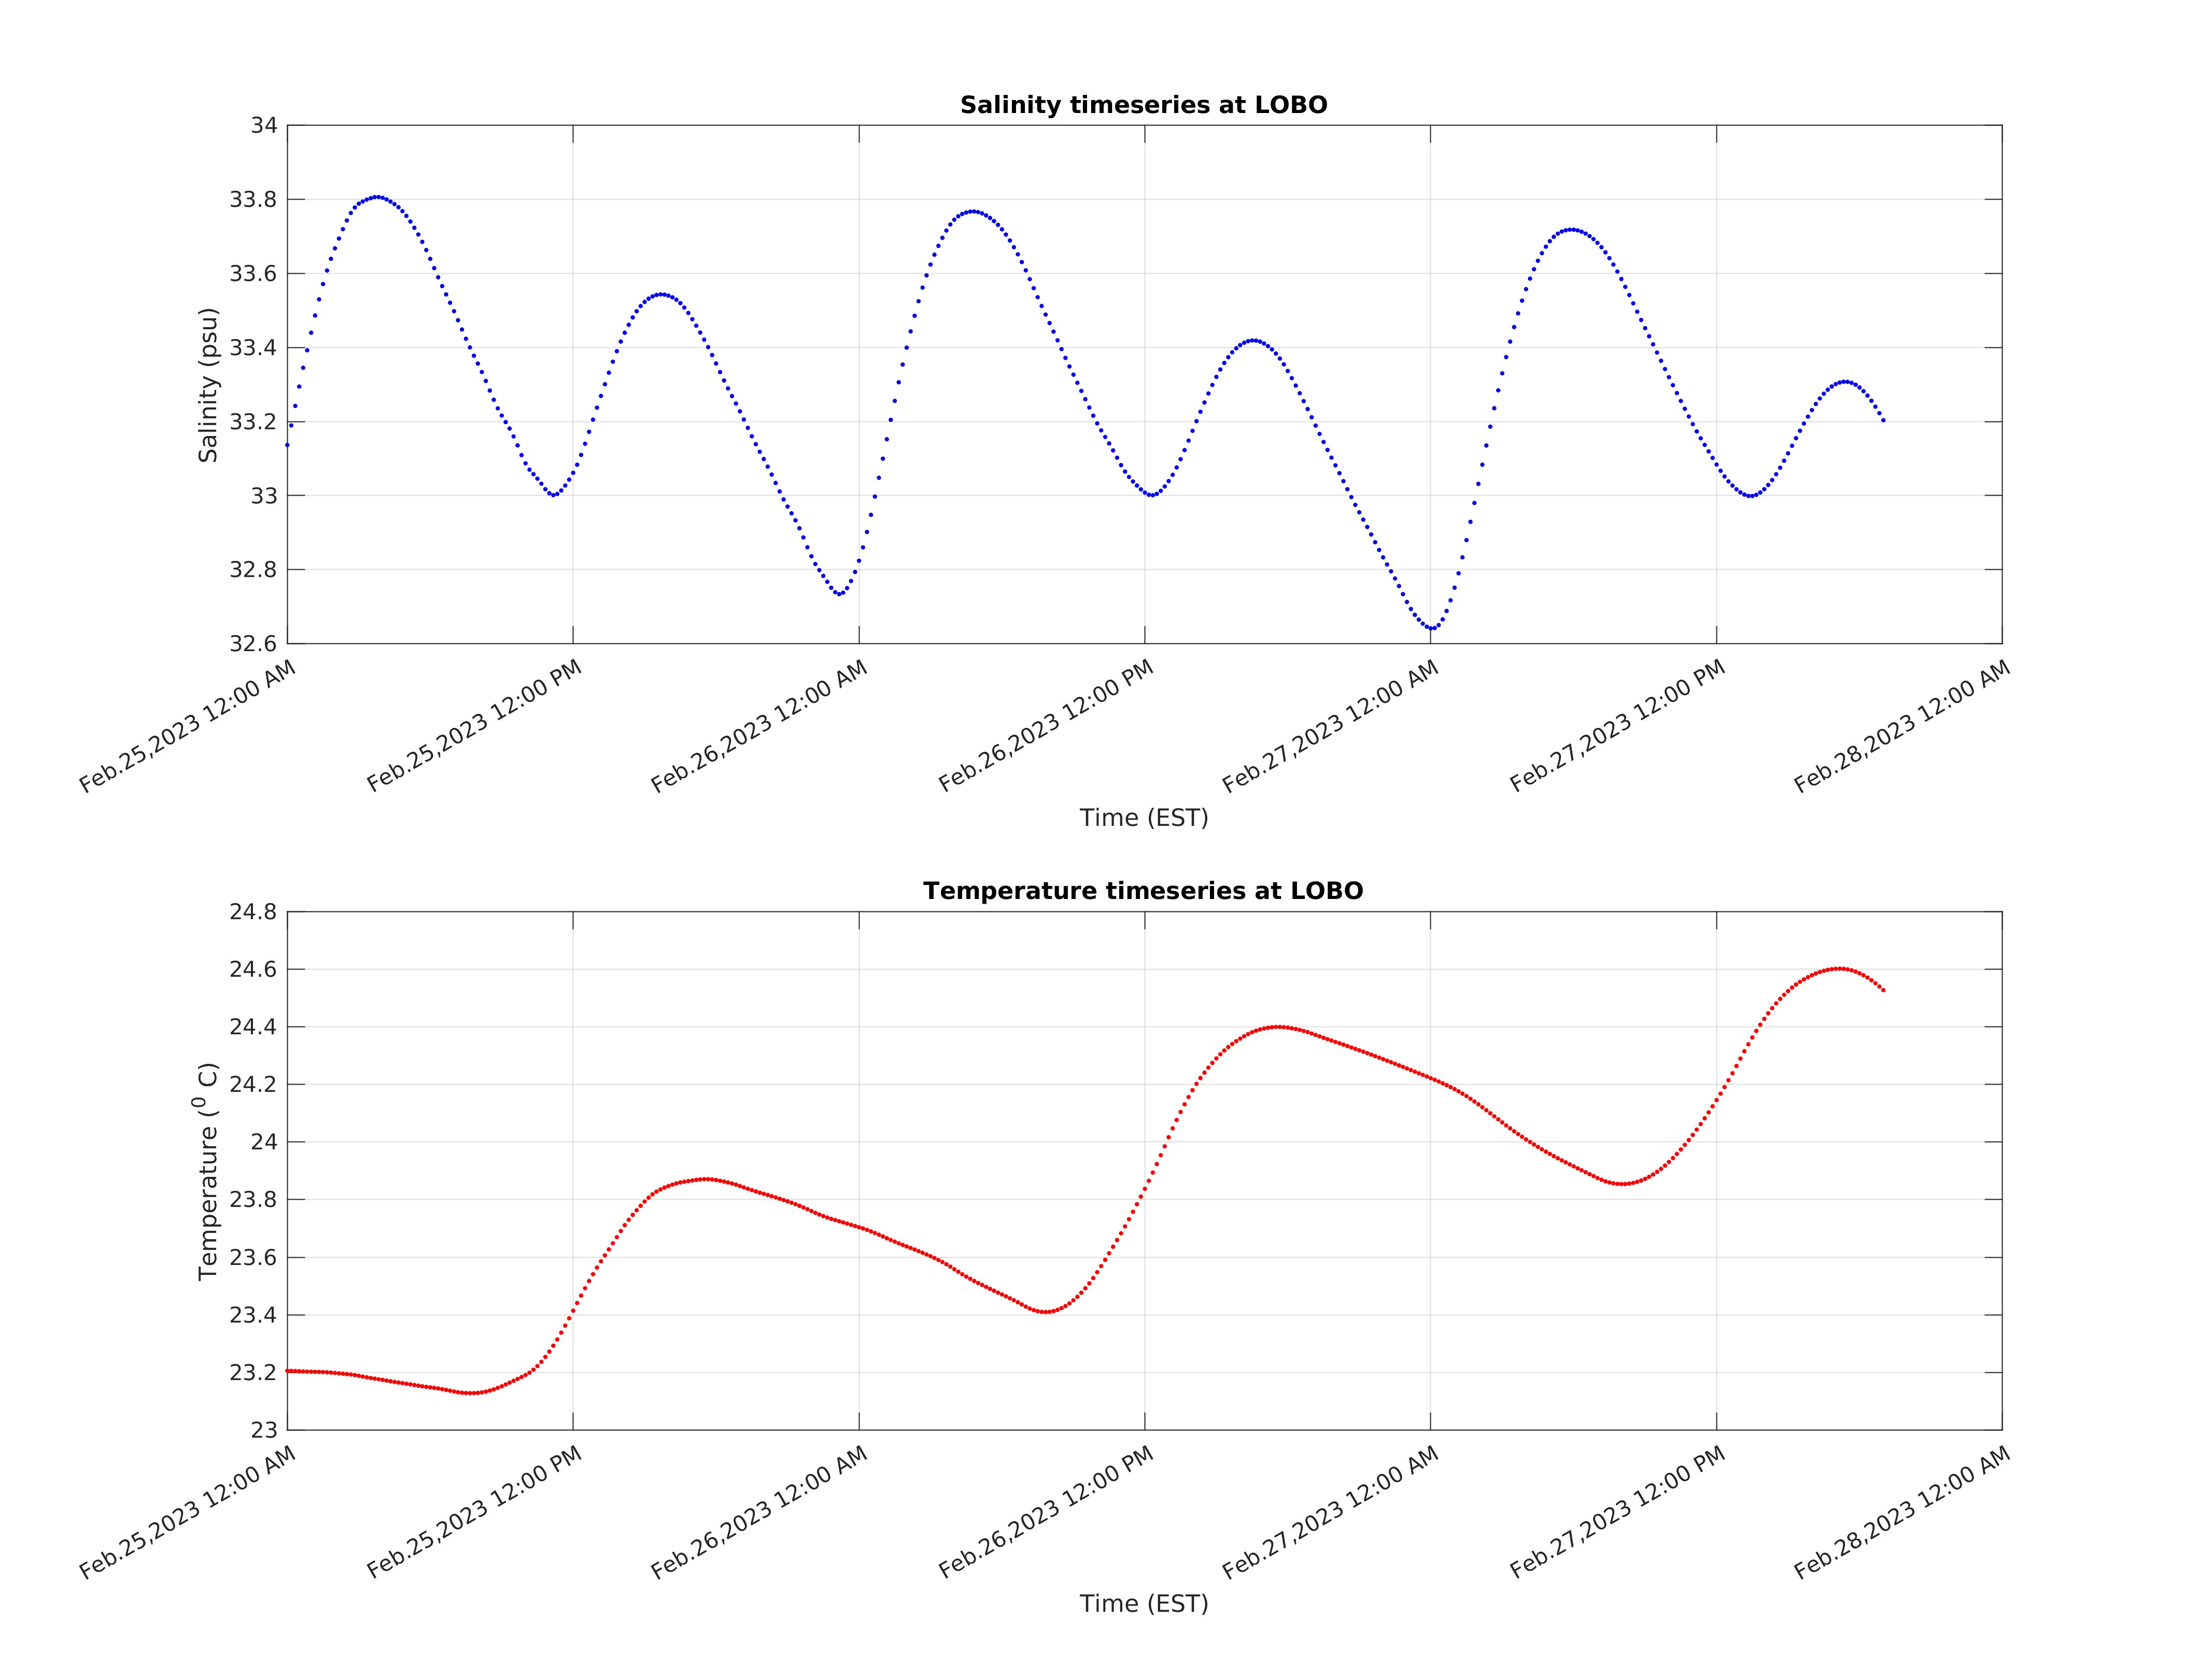 Salinity timeseries at LOBO
34
33.8
33.6
33.4
33.2
33
32.8
32.6
Salinity (psu)
Feb.25,2023 12:00 AM
Feb.25,2023 12:00 PM
Feb.26,2023 12:00 AM
Feb.26,2023 12:00 PM
Feb.27,2023 12:00 AM
Feb.27,2023 12:00 PM
Feb.28,2023 12:00 AM
Time (EST)
Temperature timeseries at LOBO
24.8
24.6
24.4
24.2
24
23.8
23.6
23.4
23.2
23
Temperature (⁰ C)
Feb.25,2023 12:00 AM
Feb.25,2023 12:00 PM
Feb.26,2023 12:00 AM
Feb.26,2023 12:00 PM
Feb.27,2023 12:00 AM
Feb.27,2023 12:00 PM
Feb.28,2023 12:00 AM
Time (EST)